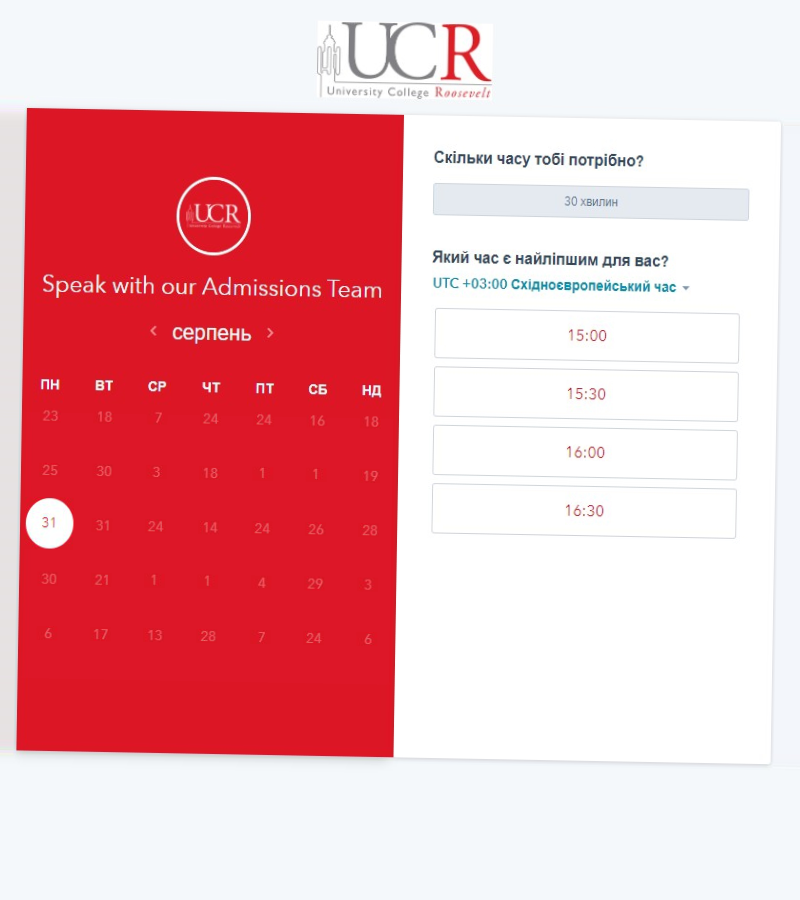 UCR
University College Roosevelt
UCR
University College Roosevelt
Speak with our Admissions Team
серпень
ПН ВТ СР ЧТ ПТ СБ НД
23 18 7 24 24 16 18
25 30 3 18 1 1 19
31 31 24 14 24 26 28
30 21 1 1 4 29 3
6 17 13 28 7 24 6
Скільки часу тобі потрібно?
30 хвилин
Який час є найліпшим для вас?
UTC +03:00 Східноєвропейський час
15:00
15:30
16:00
16:30